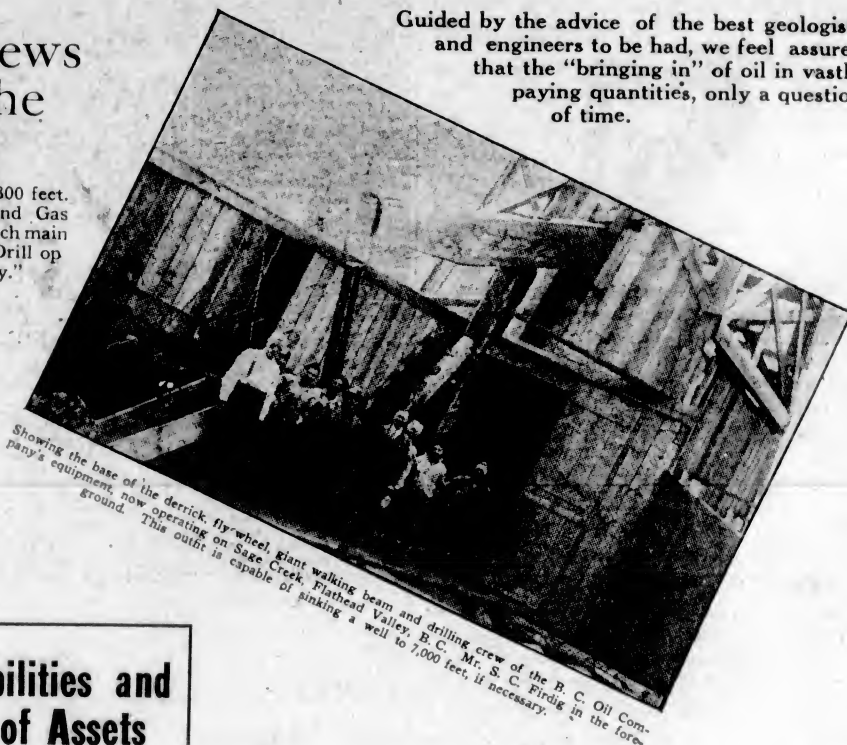 Guided by the advice of the best geologis
and engineers to be had, we feel assure
that the "bringing in" of oil in vastl
paying quantities, only a questio
of time.
ews
he
300 feet.
nd Gas
ch main
Drill op
y."
Showing the base of the derrick, fly wheel, giant walking beam and drilling crew of the B. C. Oil Com-
pany's equipment, now operating on Sage Creek, Flathead Valley, B. C. Mr. S. C. Firdig in the fore-
ground. This outfit is capable of sinking a well to 7,000 feet, if necessary.
bilities and
of Assets